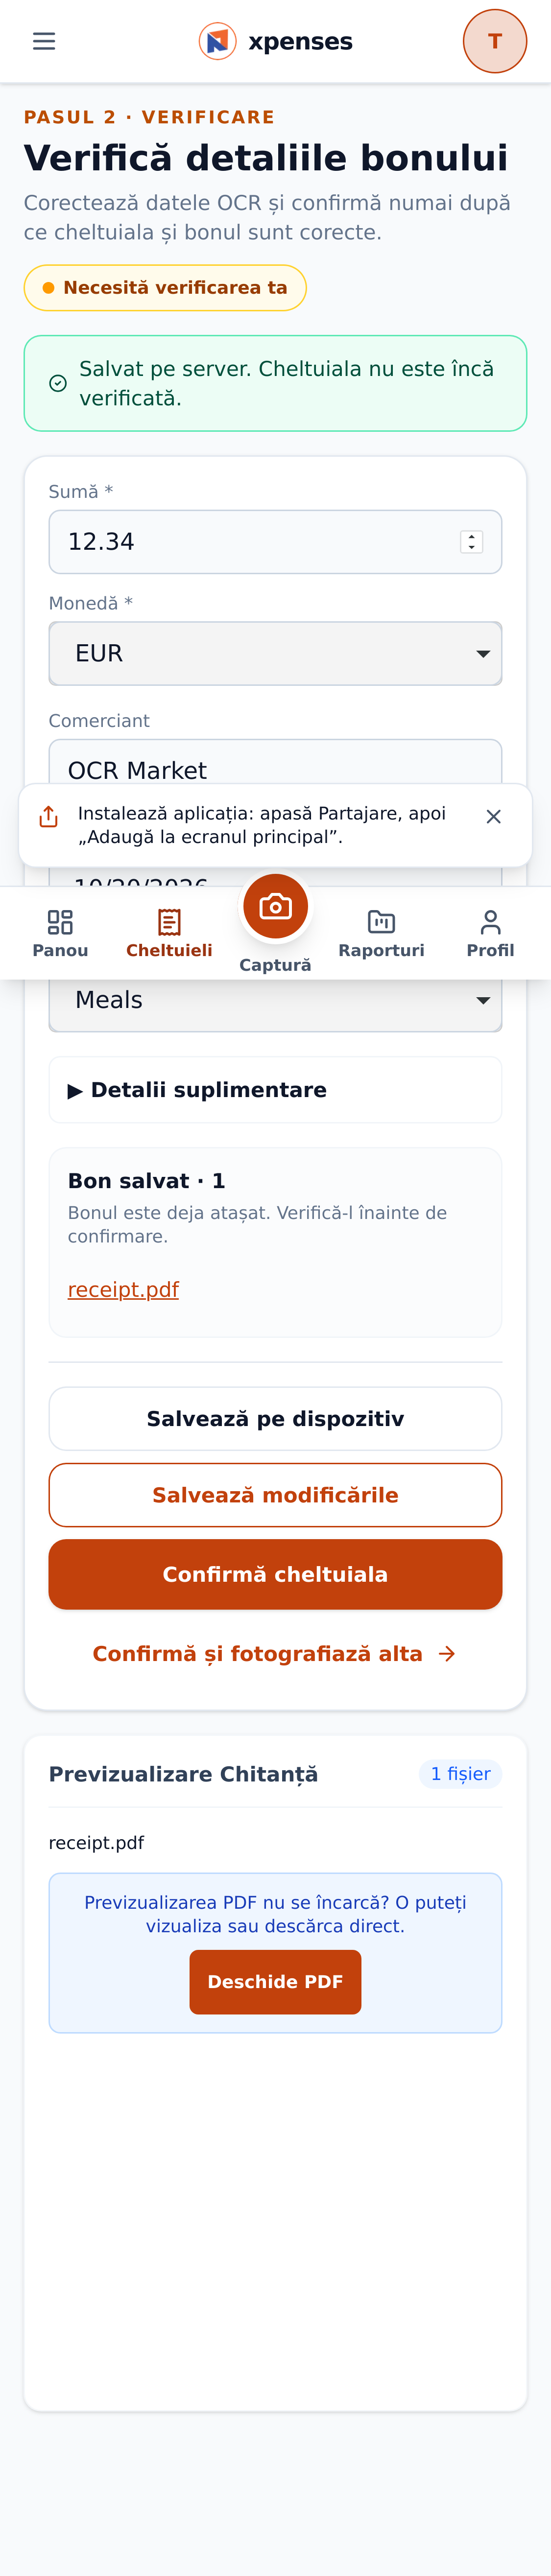 xpenses
T
PASUL 2 · VERIFICARE
Verifică detaliile bonului
Corectează datele OCR și confirmă numai după
ce cheltuiala și bonul sunt corecte.
Necesită verificarea ta
Salvat pe server. Cheltuiala nu este încă
verificată.
Sumă *
12.34
Monedă *
EUR
Comerciant
OCR Market
Instalează aplicația: apasă Partajare, apoi
„Adaugă la ecranul principal”.
10/20/2026
Panou
Cheltuieli
Captură
Raporturi
Profil
Meals
▶ Detalii suplimentare
Bon salvat · 1
Bonul este deja atașat. Verifică-l înainte de
confirmare.
receipt.pdf
Salvează pe dispozitiv
Salvează modificările
Confirmă cheltuiala
Confirmă și fotografiază alta →
Previzualizare Chitanță
1 fișier
receipt.pdf
Previzualizarea PDF nu se încarcă? O puteți
vizualiza sau descărca direct.
Deschide PDF